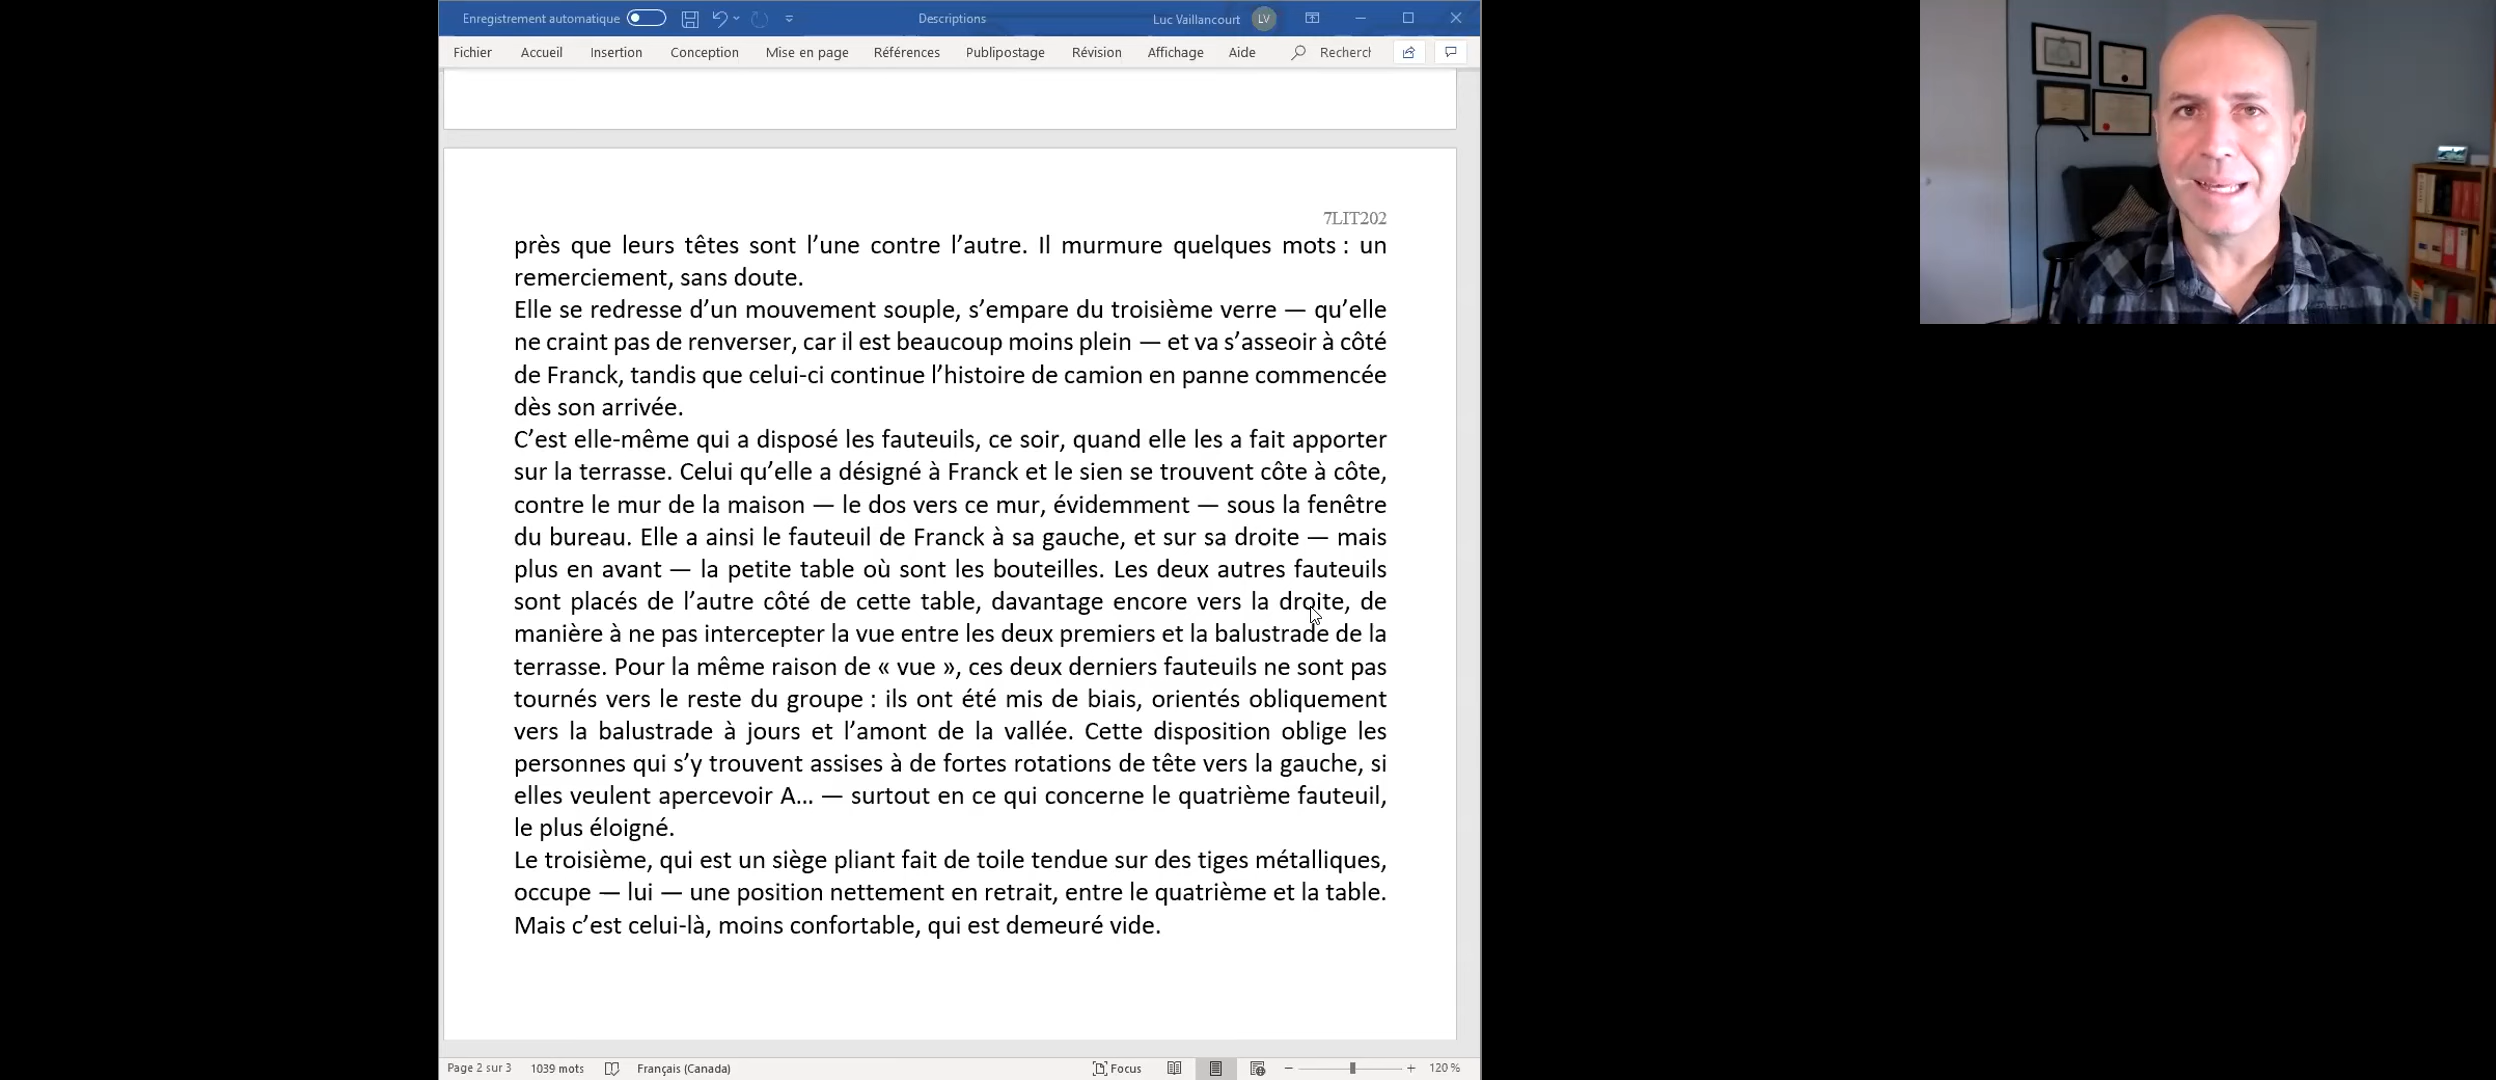 Enregistrement automatique
Descriptions
Luc Vaillancourt LV
Fichier Accueil Insertion Conception Mise en page Références Publipostage Révision Affichage Aide Recherch
7LIT202
près que leurs têtes sont l’une contre l’autre. Il murmure quelques mots : un
remerciement, sans doute.
Elle se redresse d’un mouvement souple, s’empare du troisième verre — qu’elle
ne craint pas de renverser, car il est beaucoup moins plein — et va s’asseoir à côté
de Franck, tandis que celui-ci continue l’histoire de camion en panne commencée
dès son arrivée.
C’est elle-même qui a disposé les fauteuils, ce soir, quand elle les a fait apporter
sur la terrasse. Celui qu’elle a désigné à Franck et le sien se trouvent côte à côte,
contre le mur de la maison — le dos vers ce mur, évidemment — sous la fenêtre
du bureau. Elle a ainsi le fauteuil de Franck à sa gauche, et sur sa droite — mais
plus en avant — la petite table où sont les bouteilles. Les deux autres fauteuils
sont placés de l’autre côté de cette table, davantage encore vers la droite, de
manière à ne pas intercepter la vue entre les deux premiers et la balustrade de la
terrasse. Pour la même raison de « vue », ces deux derniers fauteuils ne sont pas
tournés vers le reste du groupe : ils ont été mis de biais, orientés obliquement
vers la balustrade à jours et l’amont de la vallée. Cette disposition oblige les
personnes qui s’y trouvent assises à de fortes rotations de tête vers la gauche, si
elles veulent apercevoir A... — surtout en ce qui concerne le quatrième fauteuil,
le plus éloigné.
Le troisième, qui est un siège pliant fait de toile tendue sur des tiges métalliques,
occupe — lui — une position nettement en retrait, entre le quatrième et la table.
Mais c’est celui-là, moins confortable, qui est demeuré vide.
Page 2 sur 3 1039 mots Français (Canada) Focus 120 %